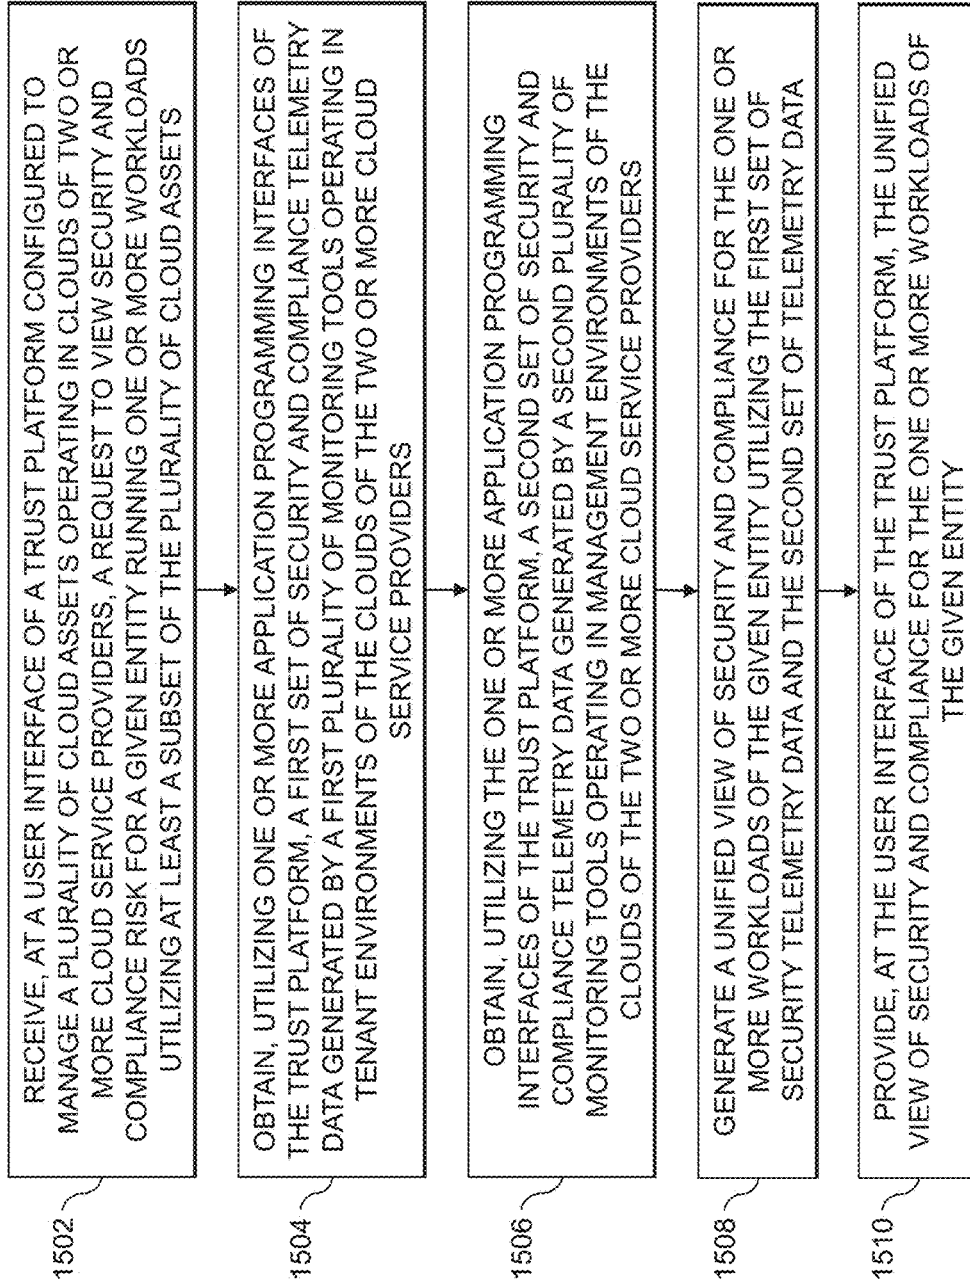 1502
RECEIVE, AT A USER INTERFACE OF A TRUST PLATFORM CONFIGURED TO
MANAGE A PLURALITY OF CLOUD ASSETS OPERATING IN CLOUDS OF TWO OR
MORE CLOUD SERVICE PROVIDERS, A REQUEST TO VIEW SECURITY AND
COMPLIANCE RISK FOR A GIVEN ENTITY RUNNING ONE OR MORE WORKLOADS
UTILIZING AT LEAST A SUBSET OF THE PLURALITY OF CLOUD ASSETS
1504
OBTAIN, UTILIZING ONE OR MORE APPLICATION PROGRAMMING INTERFACES OF
THE TRUST PLATFORM, A FIRST SET OF SECURITY AND COMPLIANCE TELEMETRY
DATA GENERATED BY A FIRST PLURALITY OF MONITORING TOOLS OPERATING IN
TENANT ENVIRONMENTS OF THE CLOUDS OF THE TWO OR MORE CLOUD
SERVICE PROVIDERS
1506
OBTAIN, UTILIZING THE ONE OR MORE APPLICATION PROGRAMMING
INTERFACES OF THE TRUST PLATFORM, A SECOND SET OF SECURITY AND
COMPLIANCE TELEMETRY DATA GENERATED BY A SECOND PLURALITY OF
MONITORING TOOLS OPERATING IN MANAGEMENT ENVIRONMENTS OF THE
CLOUDS OF THE TWO OR MORE CLOUD SERVICE PROVIDERS
1508
GENERATE A UNIFIED VIEW OF SECURITY AND COMPLIANCE FOR THE ONE OR
MORE WORKLOADS OF THE GIVEN ENTITY UTILIZING THE FIRST SET OF
SECURITY TELEMETRY DATA AND THE SECOND SET OF TELEMETRY DATA
1510
PROVIDE, AT THE USER INTERFACE OF THE TRUST PLATFORM, THE UNIFIED
VIEW OF SECURITY AND COMPLIANCE FOR THE ONE OR MORE WORKLOADS OF
THE GIVEN ENTITY